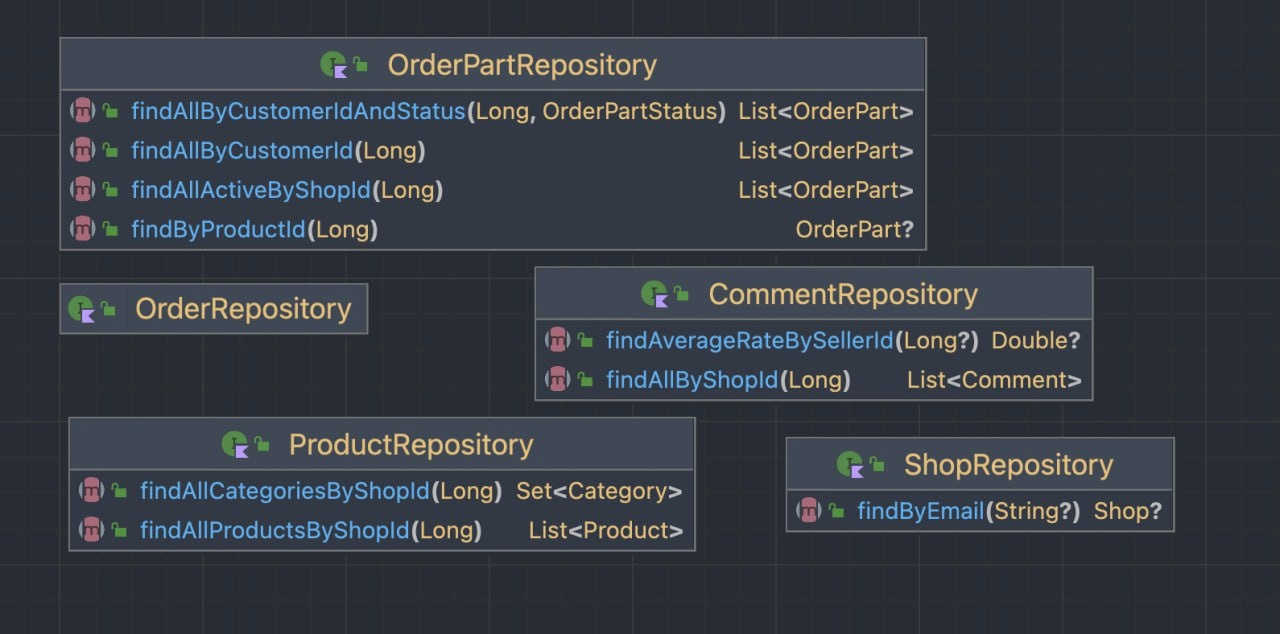 OrderPartRepository
findAllByCustomerIdAndStatus(Long, OrderPartStatus) List<OrderPart>
findAllByCustomerId(Long) List<OrderPart>
findAllActiveByShopId(Long) List<OrderPart>
findByProductId(Long) OrderPart?
OrderRepository
CommentRepository
findAverageRateBySellerId(Long?) Double?
findAllByShopId(Long) List<Comment>
ProductRepository
findAllCategoriesByShopId(Long) Set<Category>
findAllProductsByShopId(Long) List<Product>
ShopRepository
findByEmail(String?) Shop?